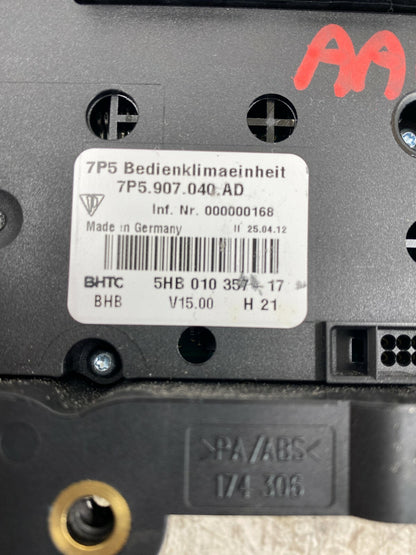 AA
7P5 Bedienklimaeinheit
7P5.907.040.AD
Inf. Nr. 000000168
Made in Germany II 25.04.12
BHTC 5HB 010 357-17
BHB V15.00 H 21
>PA/ABS<
174 306